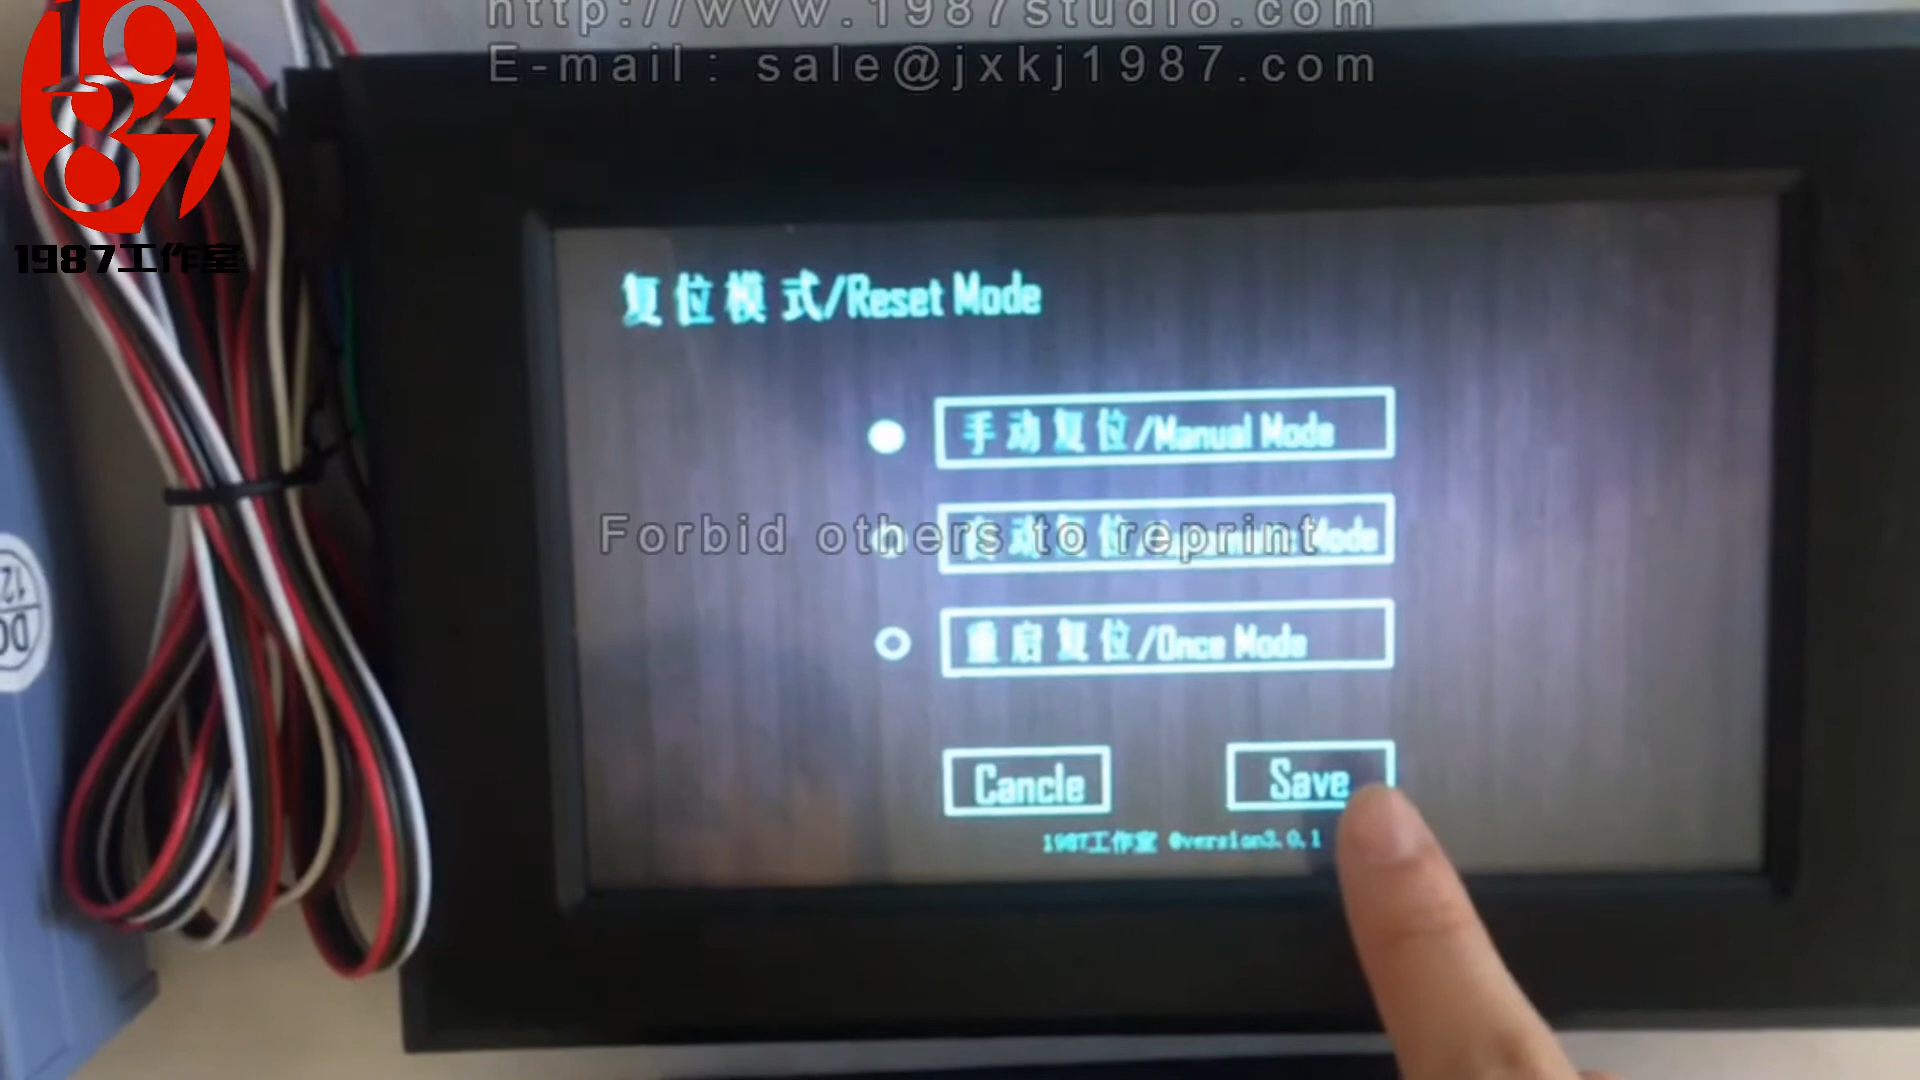 http://www.1987studio.com
E-mail: sale@jxkj1987.com
1987
1987工作室
复位模式/Reset Mode
手动复位/Manual Mode
Forbid others to reprint
自动复位/ Mode
重启复位/Once Mode
Cancle
Save
1987工作室 @version3.0.1
DC
12